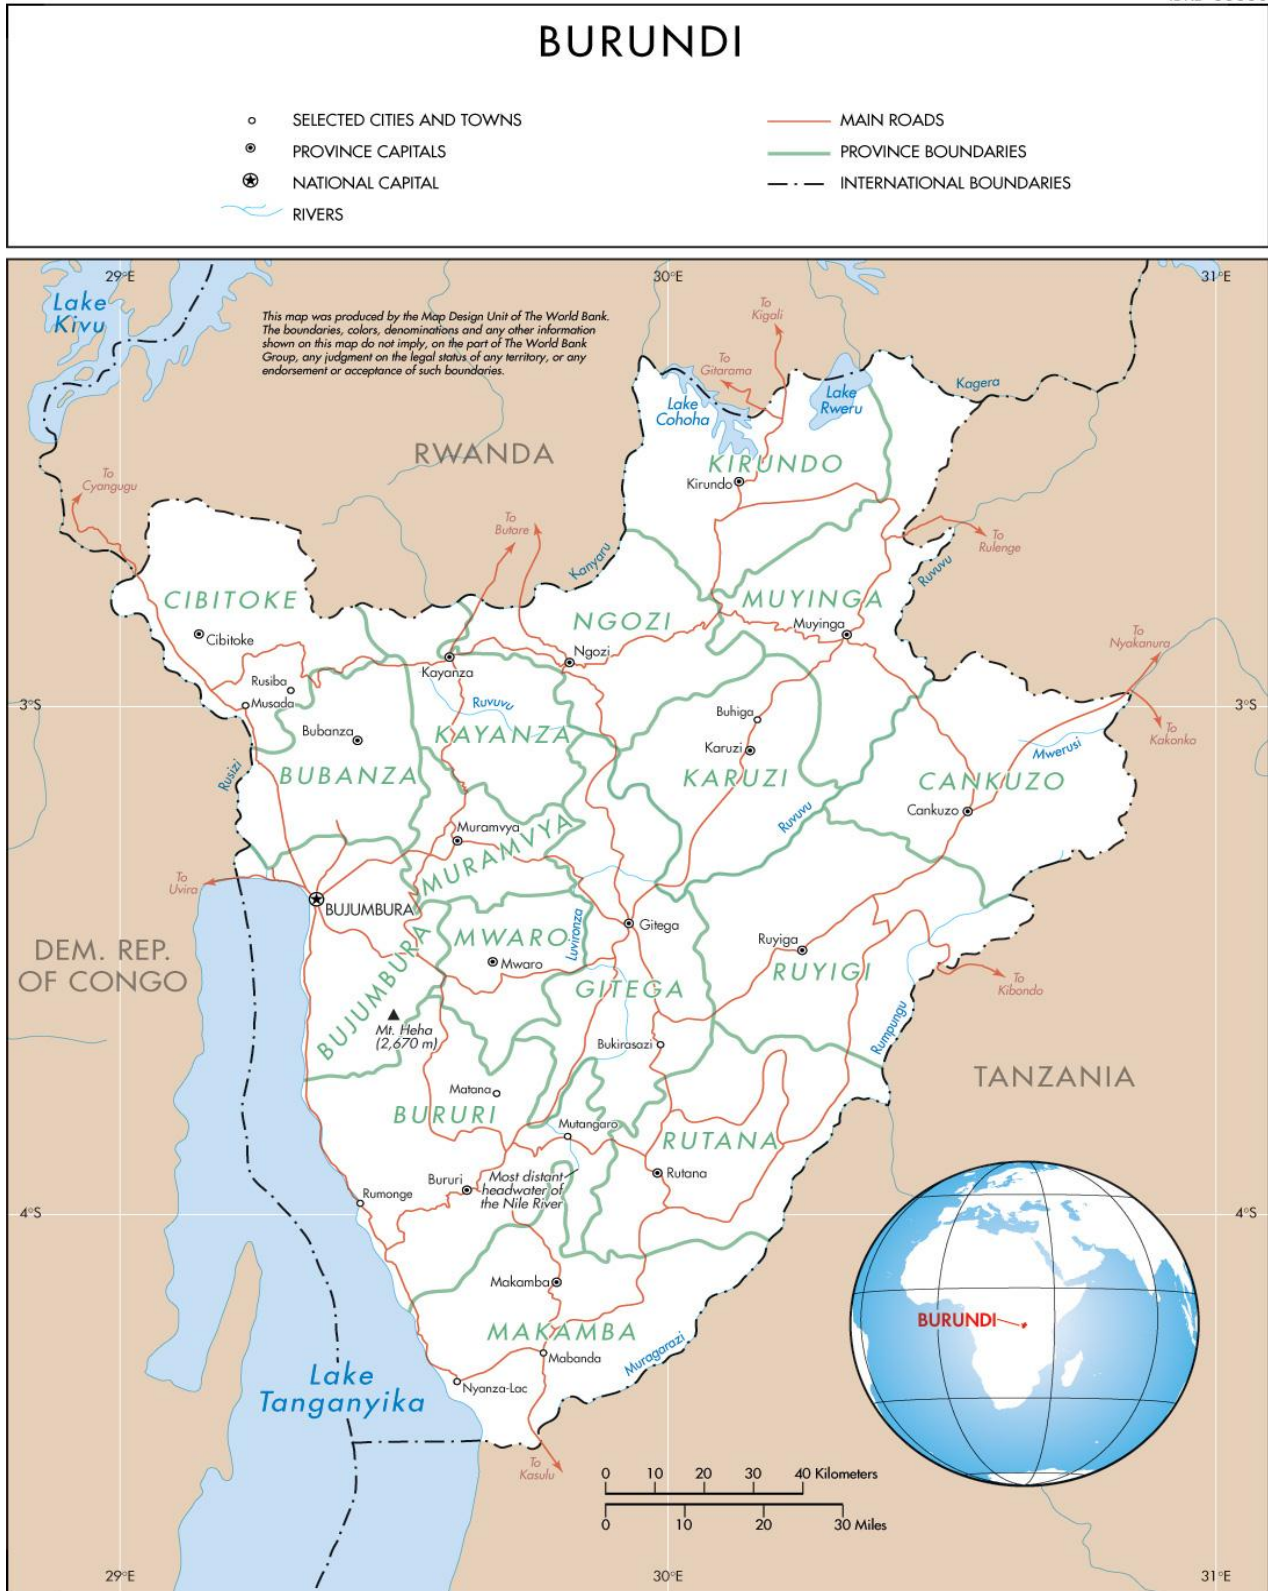 BURUNDI
SELECTED CITIES AND TOWNS
PROVINCE CAPITALS
NATIONAL CAPITAL
RIVERS
MAIN ROADS
PROVINCE BOUNDARIES
INTERNATIONAL BOUNDARIES
29°E
30°E
31°E
Lake
Kivu
This map was produced by the Map Design Unit of The World Bank.
The boundaries, colors, denominations and any other information
shown on this map do not imply, on the part of The World Bank
Group, any judgment on the legal status of any territory, or any
endorsement or acceptance of such boundaries.
To
Kigali
To
Gitarama
Lake
Cohoha
Lake
Rweru
Kagera
RWANDA
KIRUNDO
Kirundo
To
Cyangugu
To
Butare
To
Rulenge
Kanyaru
Ruvuvu
CIBITOKE
Cibitoke
NGOZI
Ngozi
MUYINGA
Muyinga
To
Nyakanura
Kayanza
Rusiba
Musada
3°S
3°S
Ruvuvu
KAYANZA
Bubanza
BUBANZA
Rusizi
Buhiga
Karuzi
KARUZI
To
Kakonko
Mwerusi
CANKUZO
Cankuzo
Ruvuvu
Muramvya
MURAMVYA
To
Uvira
BUJUMBURA
DEM. REP.
OF CONGO
BUJUMBURA
MWARO
Mwaro
Luvironza
Gitega
GITEGA
Ruyiga
RUYIGI
To
Kibondo
Rumpungu
Mt. Heha
(2,670 m)
Bukirasazi
TANZANIA
Matana
BURURI
Mutangaro
RUTANA
Rutana
Bururi
Most distant
headwater of
the Nile River
Rumonge
4°S
4°S
Makamba
MAKAMBA
Mabanda
Muragarazi
Nyanza-Lac
Lake
Tanganyika
BURUNDI
To
Kasulu
0 10 20 30 40 Kilometers
0 10 20 30 Miles
29°E
30°E
31°E